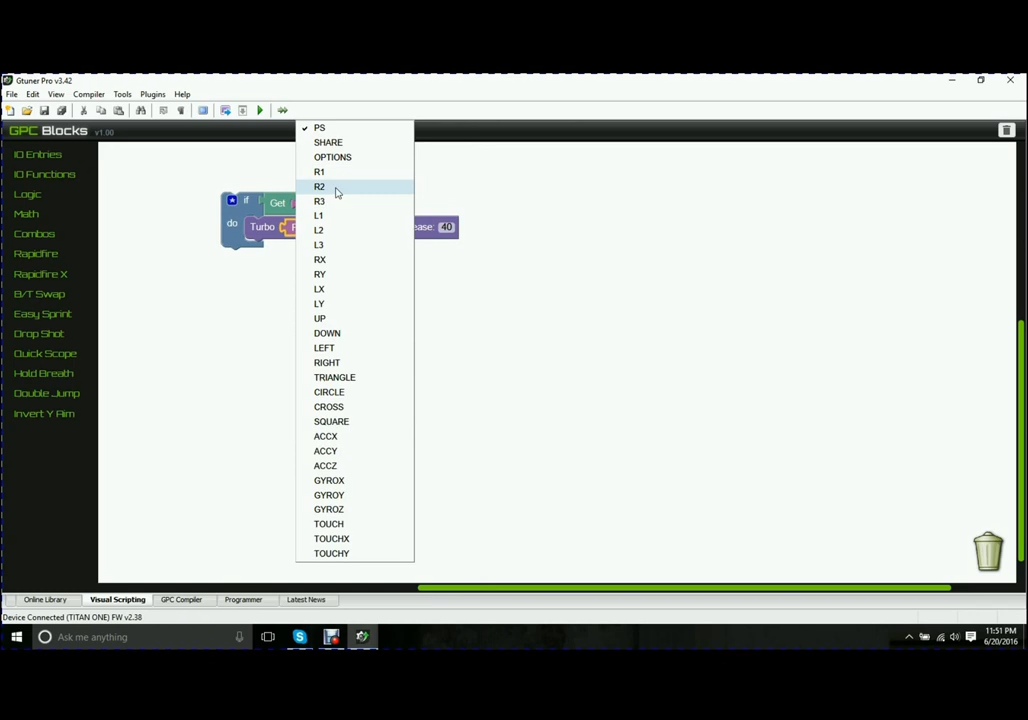 Gtuner Pro v3.42
File Edit View Compiler Tools Plugins Help
GPC Blocks v1.00
IO Entries
IO Functions
Logic
Math
Combos
Rapidfire
Rapidfire X
B/T Swap
Easy Sprint
Drop Shot
Quick Scope
Hold Breath
Double Jump
Invert Y Aim
if Get
do Turbo ease: 40
PS
SHARE
OPTIONS
R1
R2
R3
L1
L2
L3
RX
RY
LX
LY
UP
DOWN
LEFT
RIGHT
TRIANGLE
CIRCLE
CROSS
SQUARE
ACCX
ACCY
ACCZ
GYROX
GYROY
GYROZ
TOUCH
TOUCHX
TOUCHY
Online Library Visual Scripting GPC Compiler Programmer Latest News
Device Connected (TITAN ONE) FW v2.38
Ask me anything
11:51 PM
6/20/2016